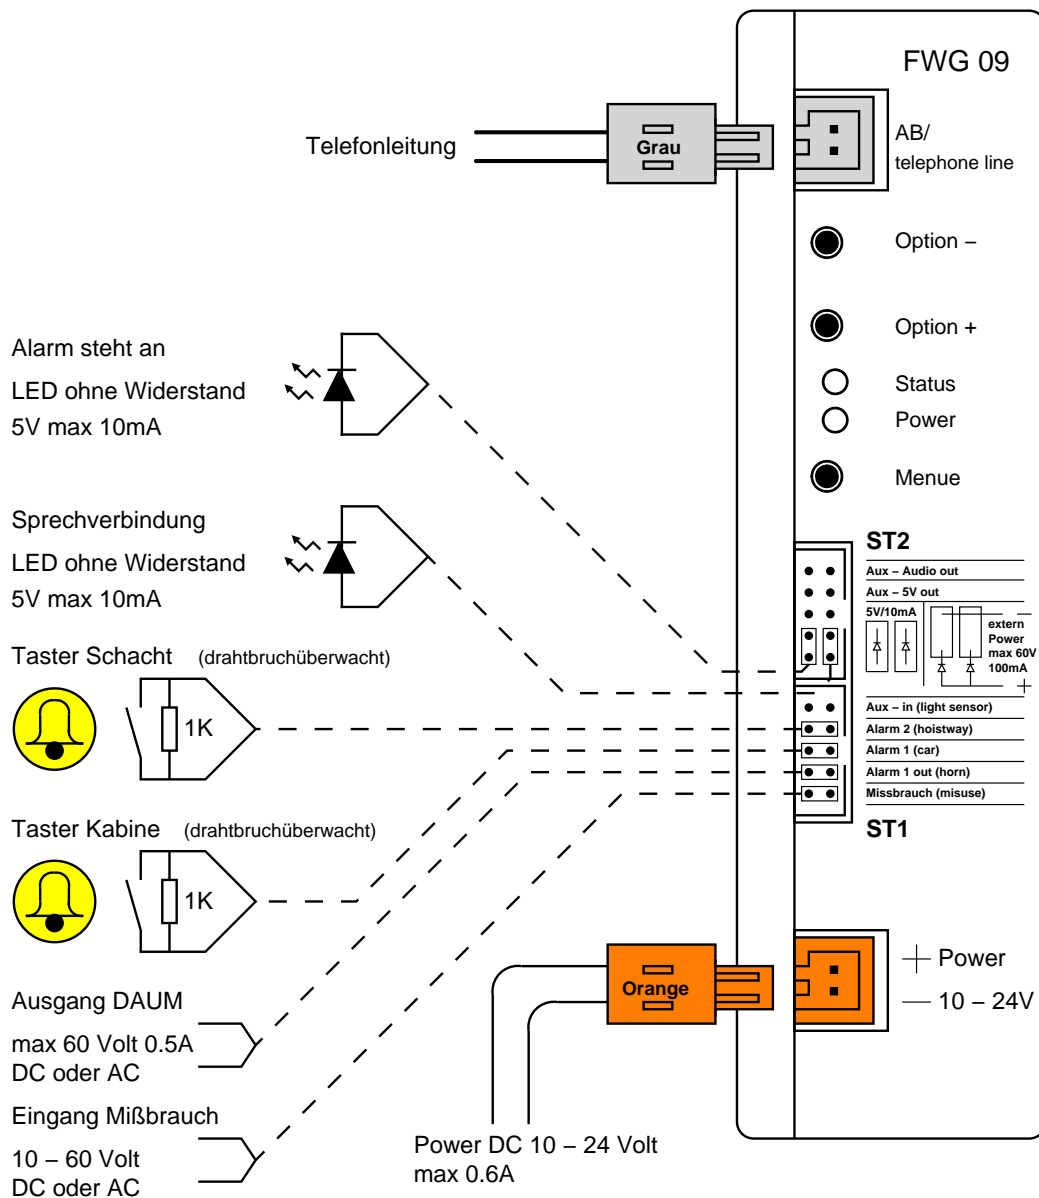 FWG 09
Telefonleitung
Grau
AB/
telephone line
Option –
Option +
Status
Power
Menue
Alarm steht an
LED ohne Widerstand
5V max 10mA
Sprechverbindung
LED ohne Widerstand
5V max 10mA
ST2
Aux – Audio out
Aux – 5V out
5V/10mA
extern
Power
max 60V
100mA
Aux – in (light sensor)
Alarm 2 (hoistway)
Alarm 1 (car)
Alarm 1 out (horn)
Missbrauch (misuse)
ST1
Taster Schacht (drahtbruchüberwacht)
1K
Taster Kabine (drahtbruchüberwacht)
1K
Ausgang DAUM
max 60 Volt 0.5A
DC oder AC
Eingang Mißbrauch
10 – 60 Volt
DC oder AC
Orange
+ Power
– 10 – 24V
Power DC 10 – 24 Volt
max 0.6A